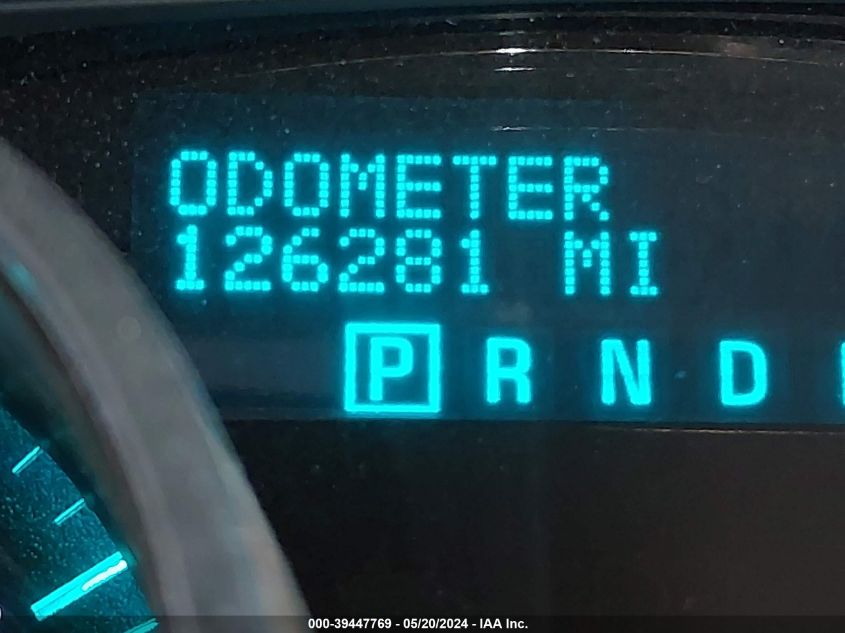 ODOMETER
126281 MI
P R N D
000-39447769 - 05/20/2024 - IAA Inc.